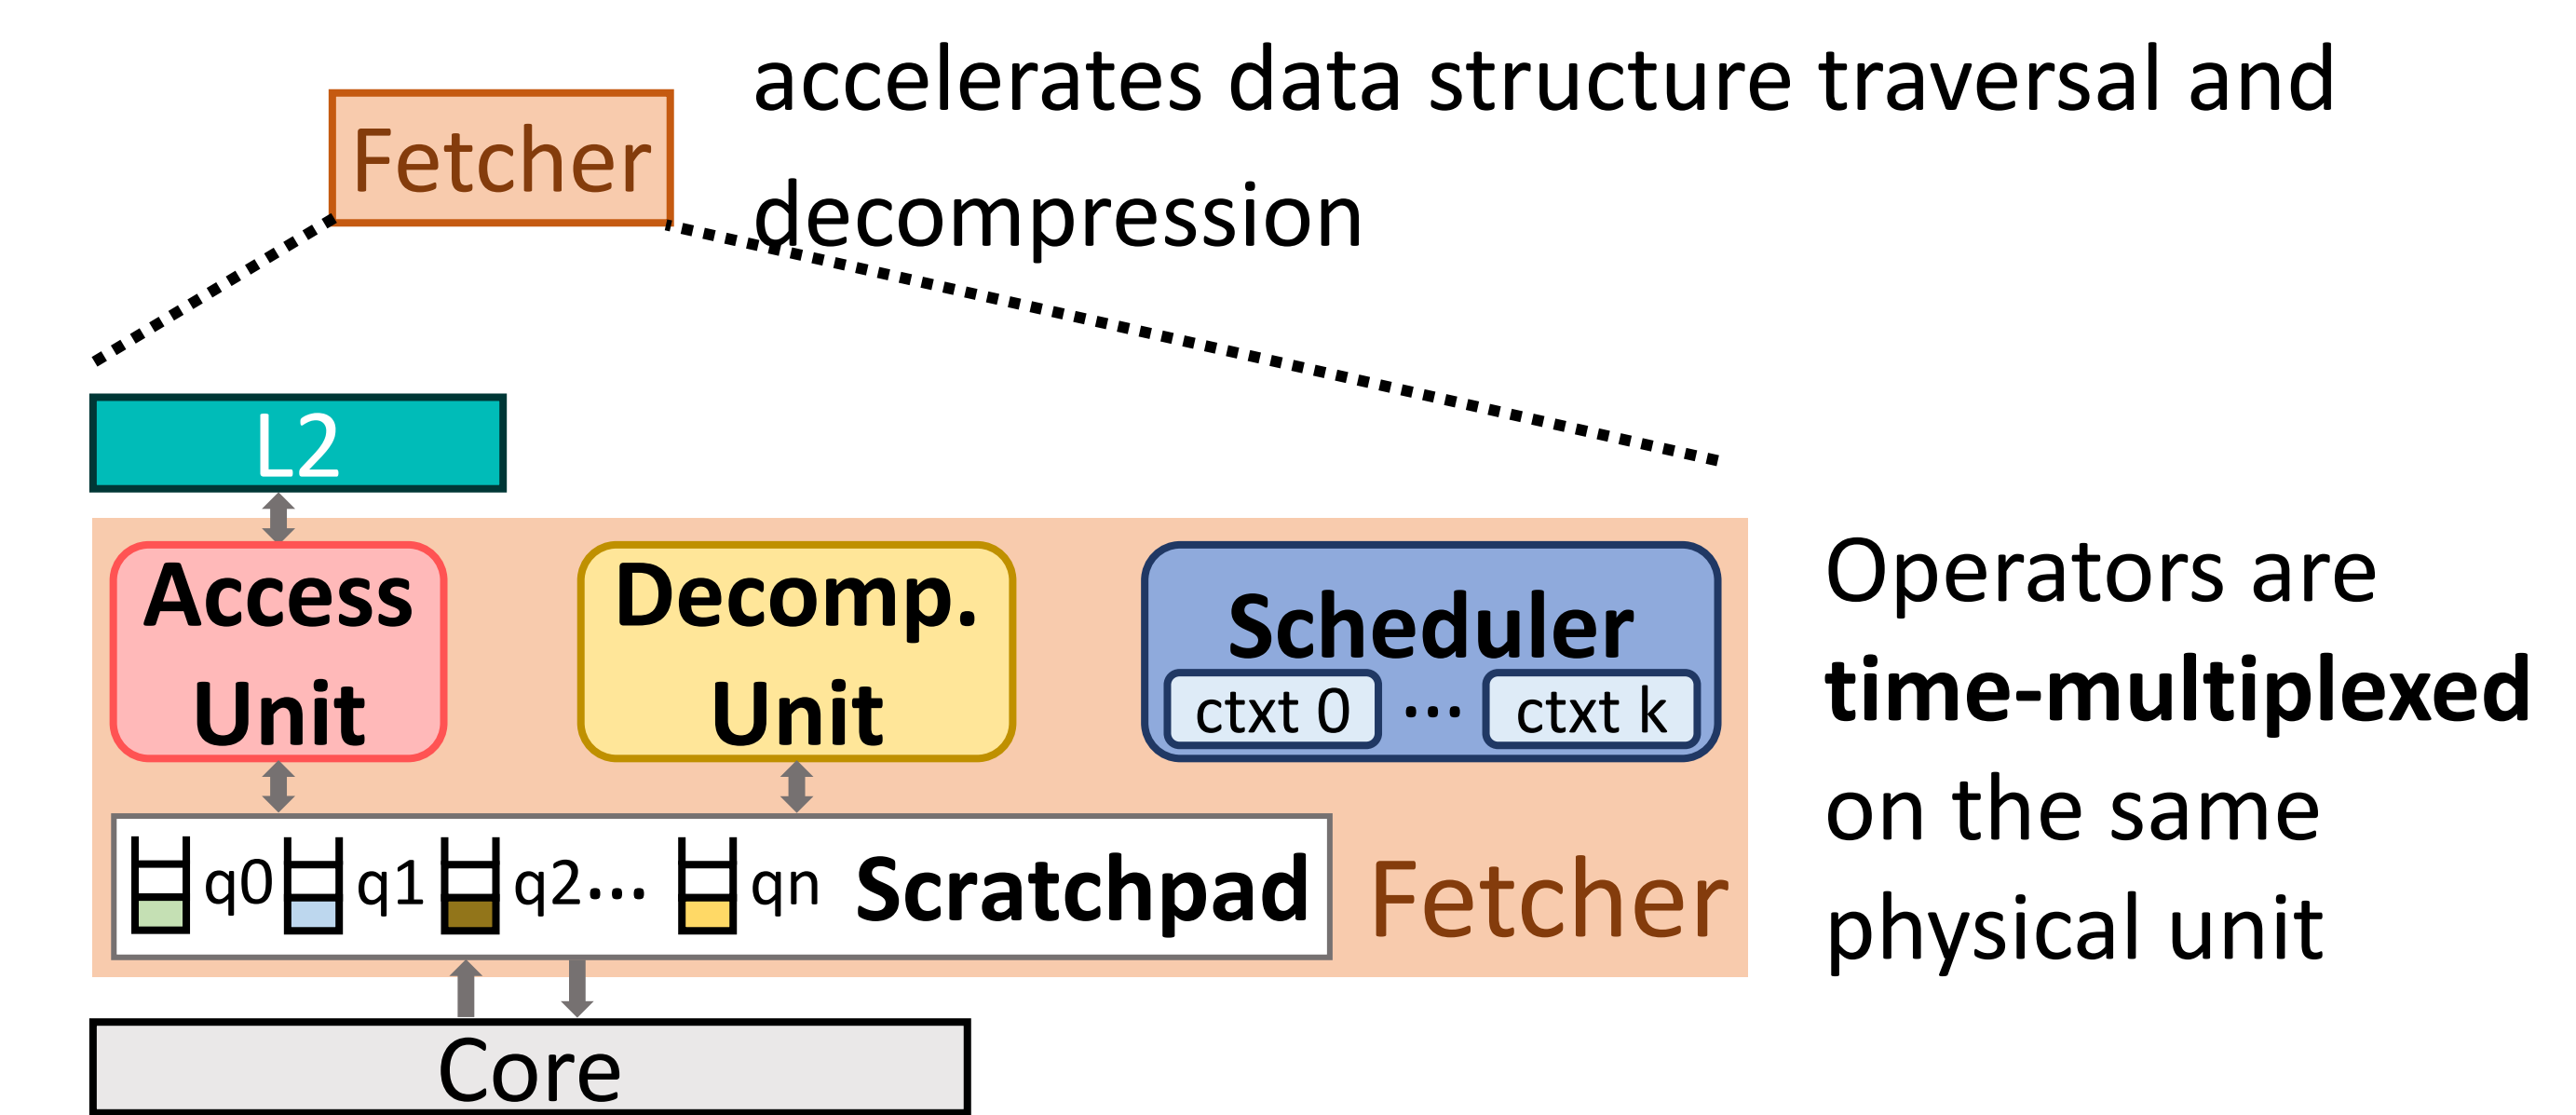 accelerates data structure traversal and
Fetcher
decompression
L2
Access
Unit
Decomp.
Unit
Scheduler
ctxt 0 ... ctxt k
q0 q1 q2... qn Scratchpad
Fetcher
Core
Operators are
time-multiplexed
on the same
physical unit